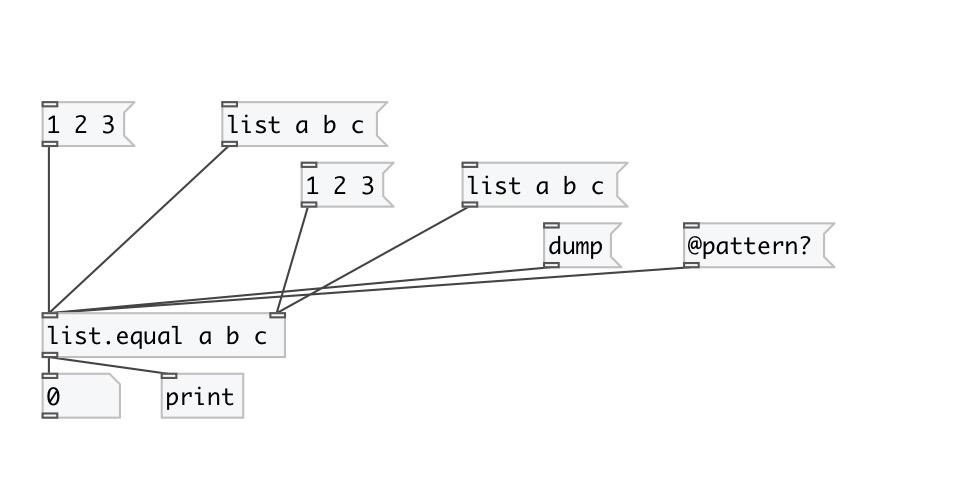 1 2 3
list a b c
1 2 3
list a b c
dump
@pattern?
list.equal a b c
0
print